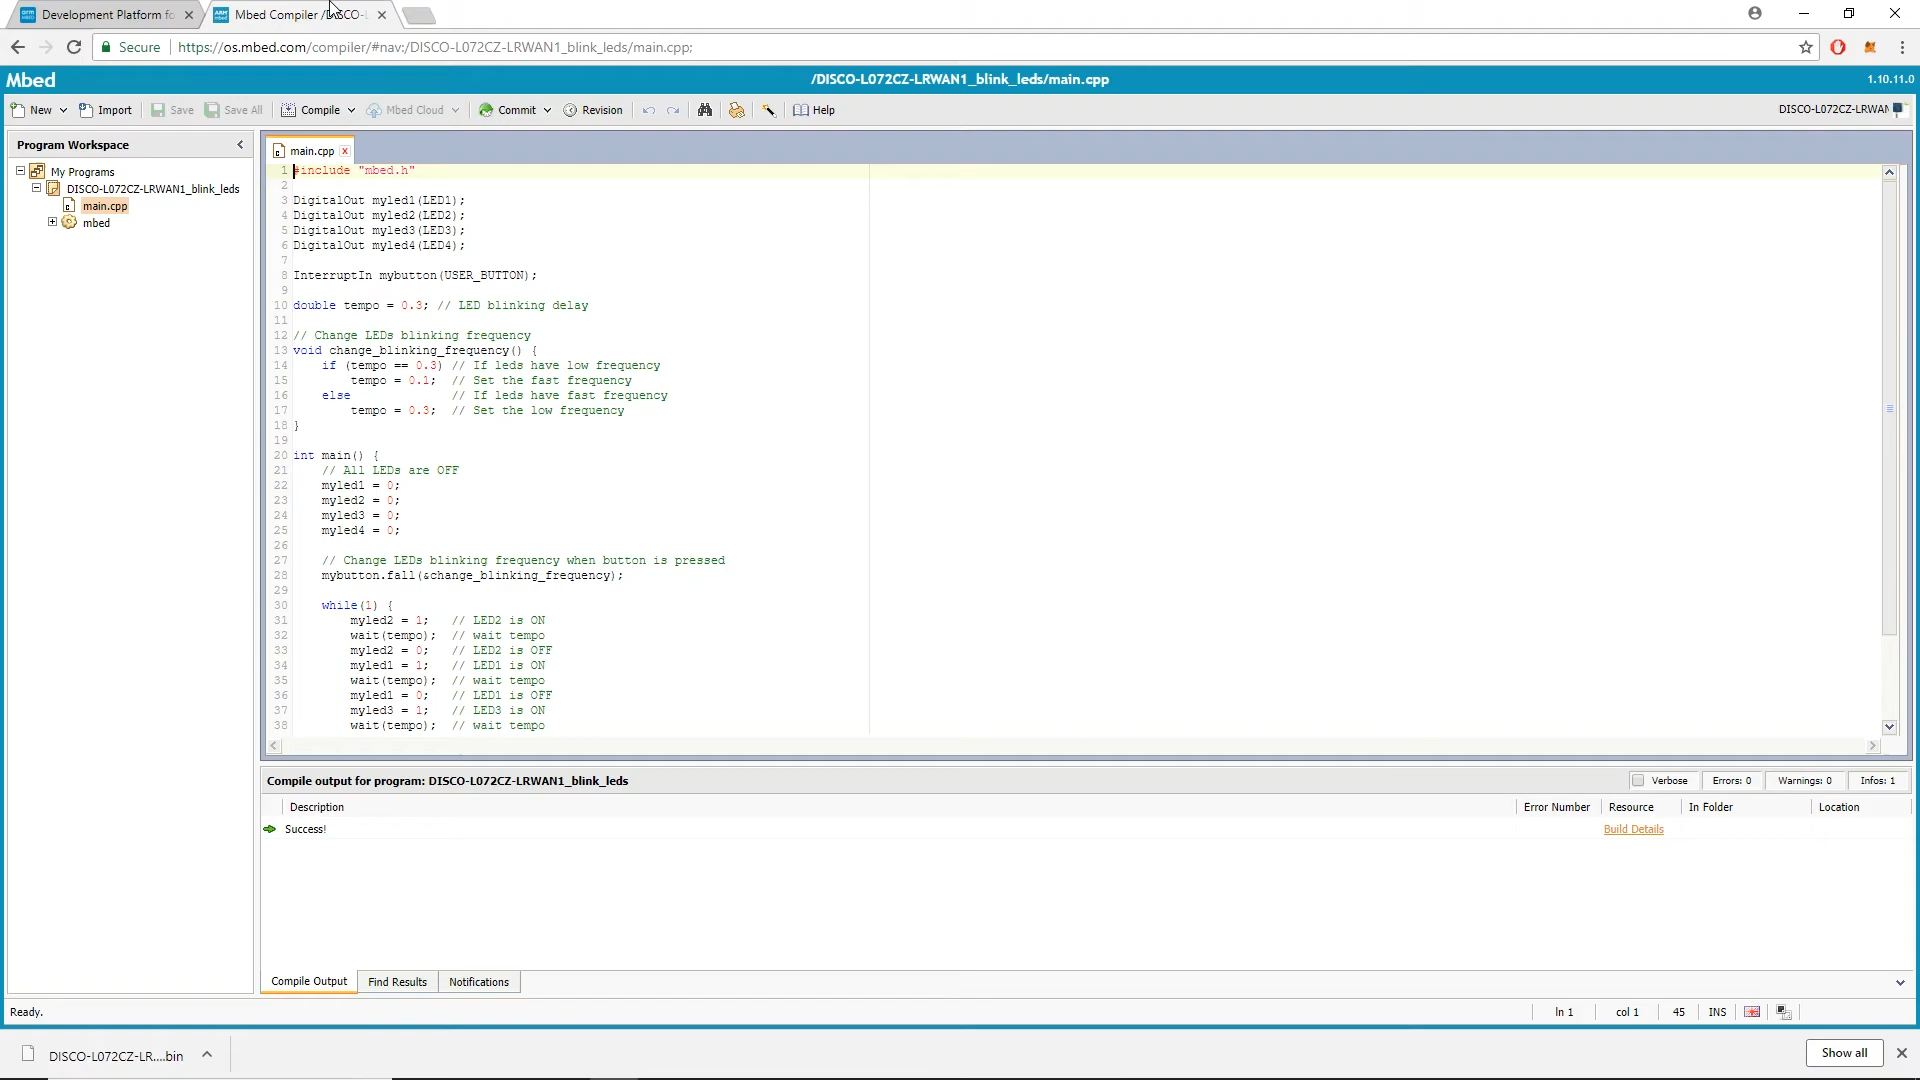 Development Platform fo
Mbed Compiler /DISCO-L
Secure
https://os.mbed.com/compiler/#nav:/DISCO-L072CZ-LRWAN1_blink_leds/main.cpp;
Mbed
/DISCO-L072CZ-LRWAN1_blink_leds/main.cpp
1.10.11.0
New
Import
Save
Save All
Compile
Mbed Cloud
Commit
Revision
Help
DISCO-L072CZ-LRWAN
Program Workspace
My Programs
DISCO-L072CZ-LRWAN1_blink_leds
main.cpp
mbed
main.cpp
1 #include "mbed.h"
2
3 DigitalOut myled1(LED1);
4 DigitalOut myled2(LED2);
5 DigitalOut myled3(LED3);
6 DigitalOut myled4(LED4);
7
8 InterruptIn mybutton(USER_BUTTON);
9
10 double tempo = 0.3; // LED blinking delay
11
12 // Change LEDs blinking frequency
13 void change_blinking_frequency() {
14 if (tempo == 0.3) // If leds have low frequency
15 tempo = 0.1; // Set the fast frequency
16 else // If leds have fast frequency
17 tempo = 0.3; // Set the low frequency
18 }
19
20 int main() {
21 // All LEDs are OFF
22 myled1 = 0;
23 myled2 = 0;
24 myled3 = 0;
25 myled4 = 0;
26
27 // Change LEDs blinking frequency when button is pressed
28 mybutton.fall(&change_blinking_frequency);
29
30 while(1) {
31 myled2 = 1; // LED2 is ON
32 wait(tempo); // wait tempo
33 myled2 = 0; // LED2 is OFF
34 myled1 = 1; // LED1 is ON
35 wait(tempo); // wait tempo
36 myled1 = 0; // LED1 is OFF
37 myled3 = 1; // LED3 is ON
38 wait(tempo); // wait tempo
Compile output for program: DISCO-L072CZ-LRWAN1_blink_leds
Verbose
Errors: 0
Warnings: 0
Infos: 1
Description
Error Number
Resource
In Folder
Location
Success!
Build Details
Compile Output
Find Results
Notifications
Ready.
ln 1
col 1
45
INS
DISCO-L072CZ-LR....bin
Show all